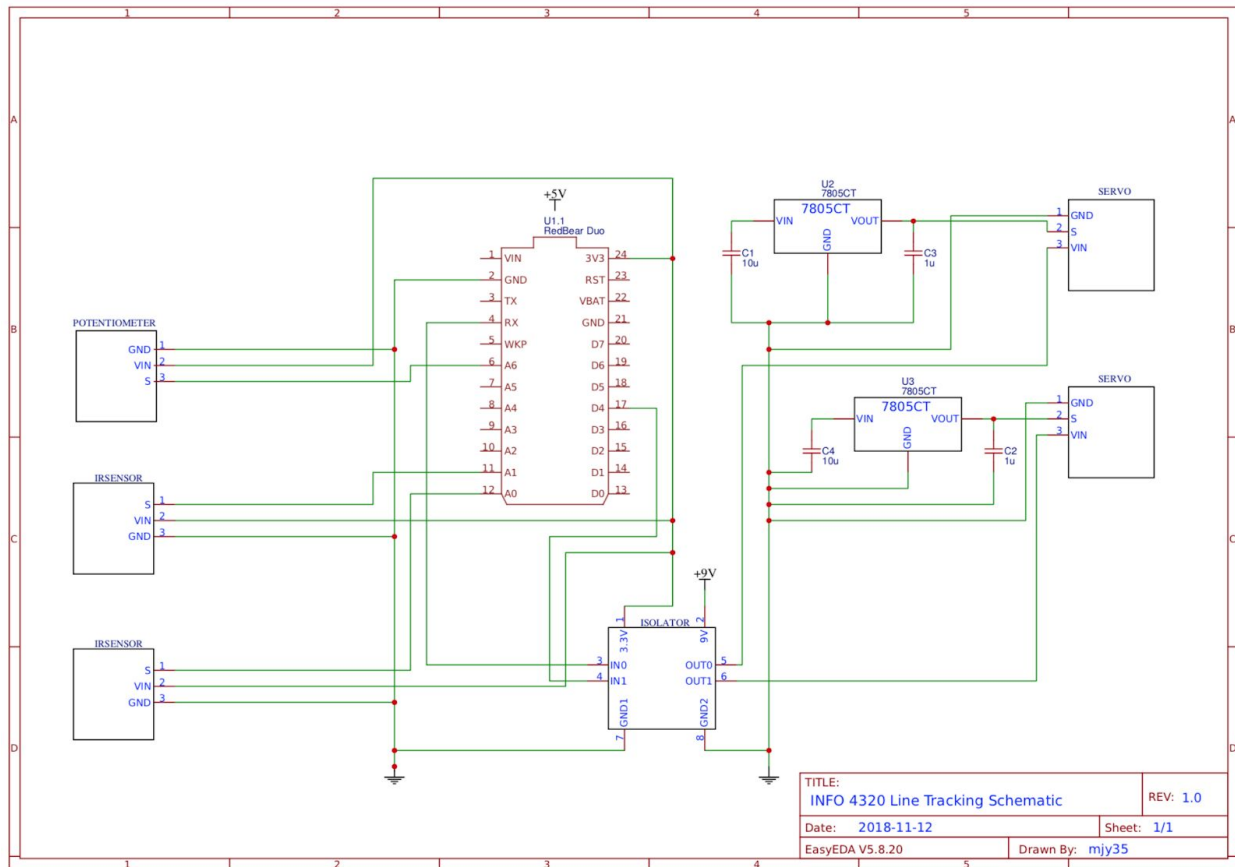 1 2 3 4 5
A
A
B
B
C
C
D
D
1 2 3 4 5
+5V
U1.1
RedBear Duo
1 VIN
2 GND
3 TX
4 RX
5 WKP
6 A6
7 A5
8 A4
9 A3
10 A2
11 A1
12 A0
3V3 24
RST 23
VBAT 22
GND 21
D7 20
D6 19
D5 18
D4 17
D3 16
D2 15
D1 14
D0 13
POTENTIOMETER
GND 1
VIN 2
S 3
IRSENSOR
S 1
VIN 2
GND 3
IRSENSOR
S 1
VIN 2
GND 3
U2
7805CT
7805CT
VIN
VOUT
GND
C1
10u
C3
1u
SERVO
1 GND
2 S
3 VIN
U3
7805CT
7805CT
VIN
VOUT
GND
C4
10u
C2
1u
SERVO
1 GND
2 S
3 VIN
+9V
ISOLATOR
1 3.3V
2 9V
3 IN0
4 IN1
OUT0 5
OUT1 6
GND1 7
GND2 8
TITLE:
INFO 4320 Line Tracking Schematic
REV: 1.0
Date: 2018-11-12
Sheet: 1/1
EasyEDA V5.8.20
Drawn By: mjy35